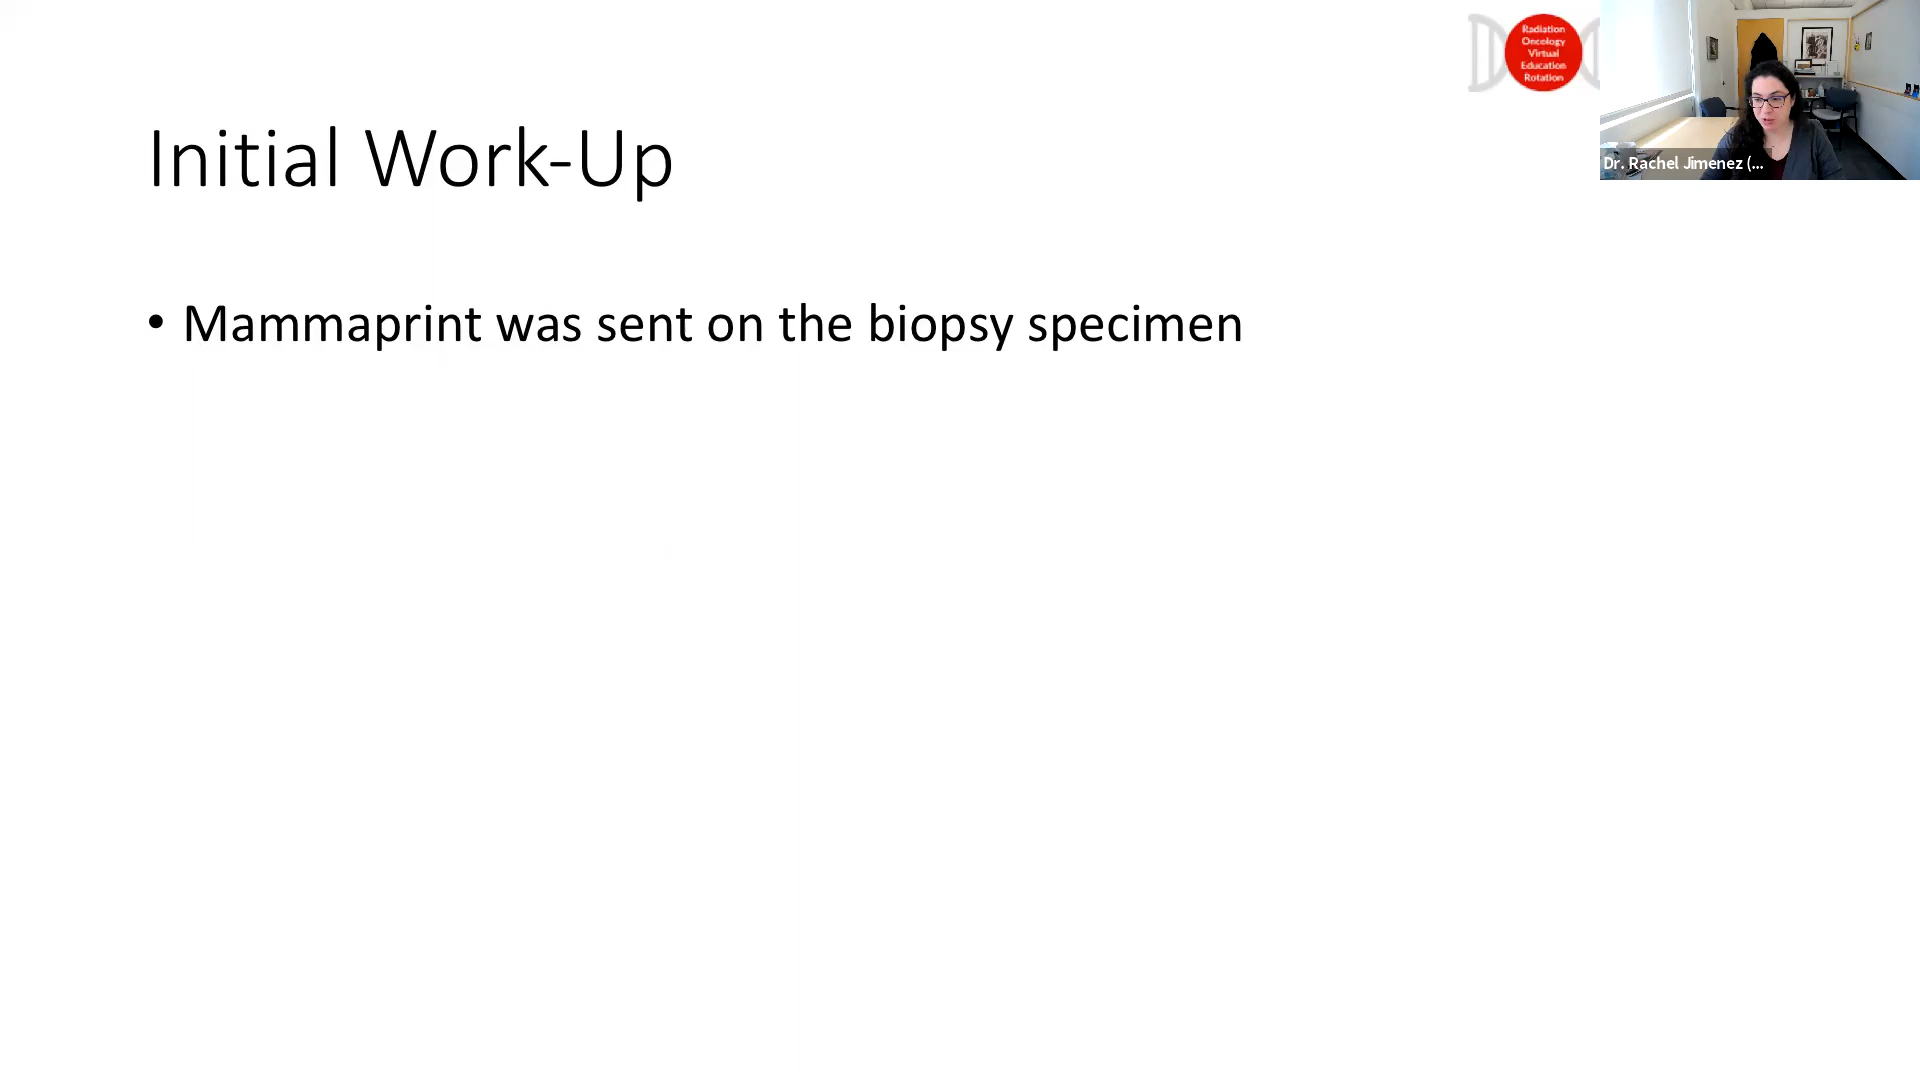 Radiation
Oncology
Virtual
Education
Rotation
Dr. Rachel Jimenez (...
Initial Work-Up
• Mammaprint was sent on the biopsy specimen